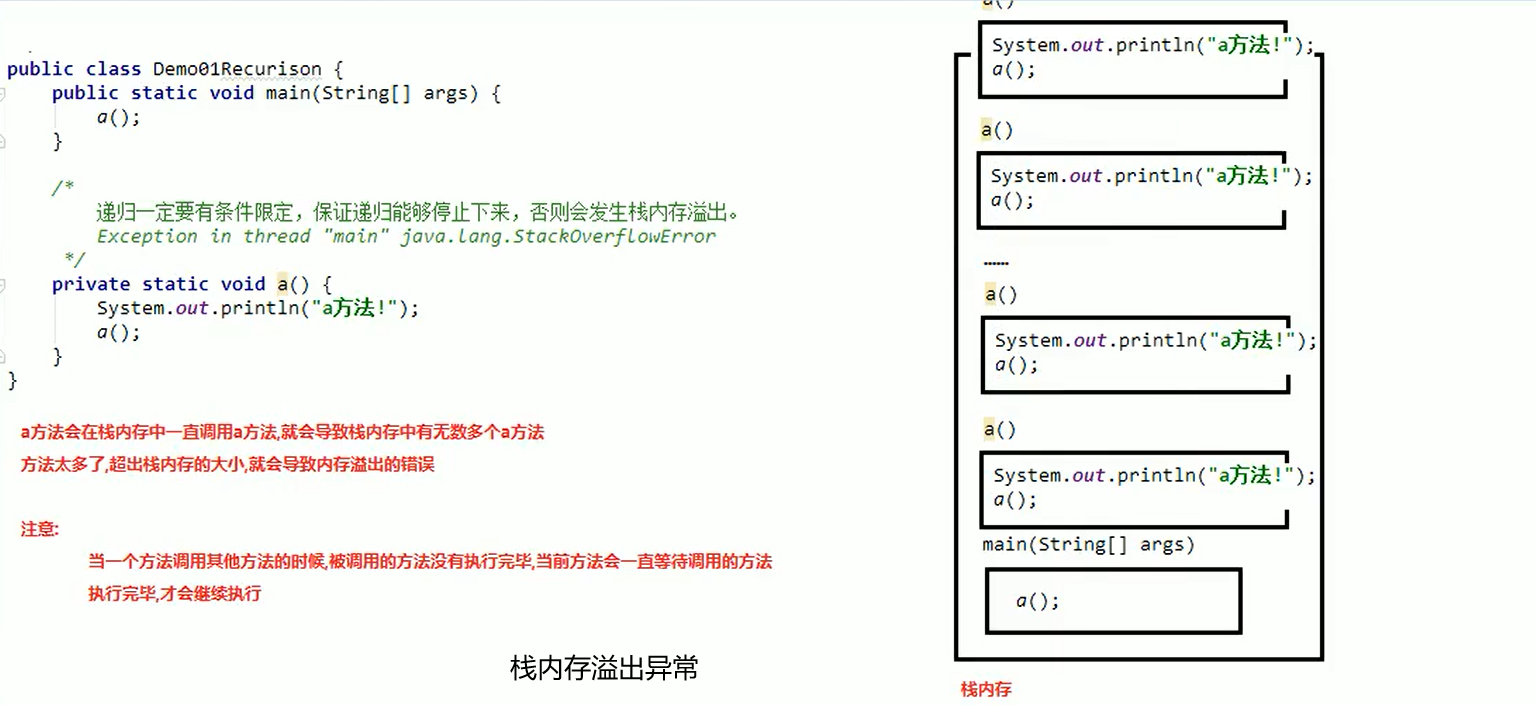 public class Demo01Recurison {
public static void main(String[] args) {
a();
}
/*
递归一定要有条件限定，保证递归能够停止下来，否则会发生栈内存溢出。
Exception in thread "main" java.lang.StackOverflowError
*/
private static void a() {
System.out.println("a方法!");
a();
}
}
a方法会在栈内存中一直调用a方法,就会导致栈内存中有无数多个a方法
方法太多了,超出栈内存的大小,就会导致内存溢出的错误
注意:
当一个方法调用其他方法的时候,被调用的方法没有执行完毕,当前方法会一直等待调用的方法
执行完毕,才会继续执行
栈内存溢出异常
a()
System.out.println("a方法!");
a();
a()
System.out.println("a方法!");
a();
……
a()
System.out.println("a方法!");
a();
a()
System.out.println("a方法!");
a();
main(String[] args)
a();
栈内存